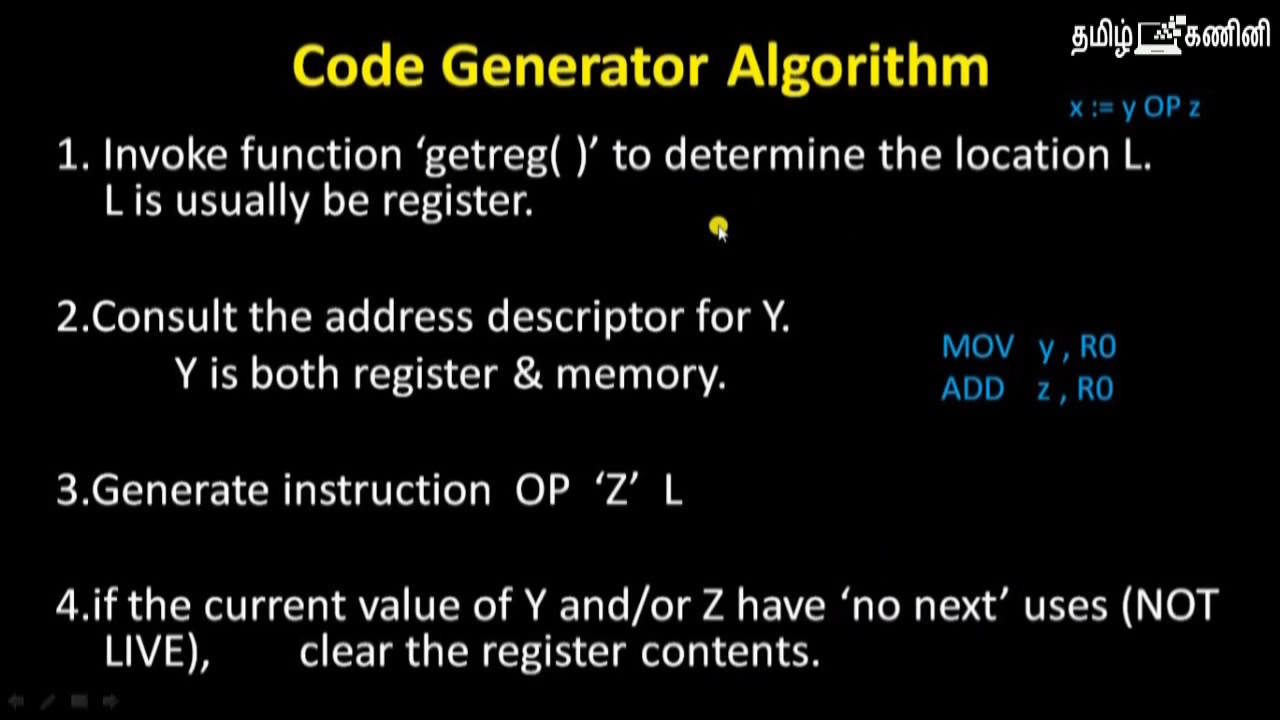 தமிழ் கணினி
Code Generator Algorithm
x := y OP z
1. Invoke function ‘getreg( )’ to determine the location L.
L is usually be register.
2.Consult the address descriptor for Y.
Y is both register & memory.
MOV y , R0
ADD z , R0
3.Generate instruction OP ‘Z’ L
4.if the current value of Y and/or Z have ‘no next’ uses (NOT
LIVE), clear the register contents.